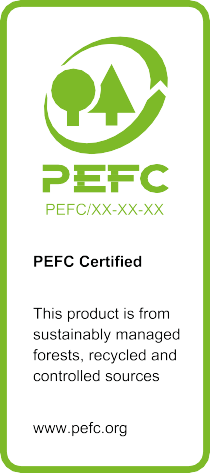 PEFC
PEFC/XX-XX-XX
PEFC Certified
This product is from
sustainably managed
forests, recycled and
controlled sources
www.pefc.org